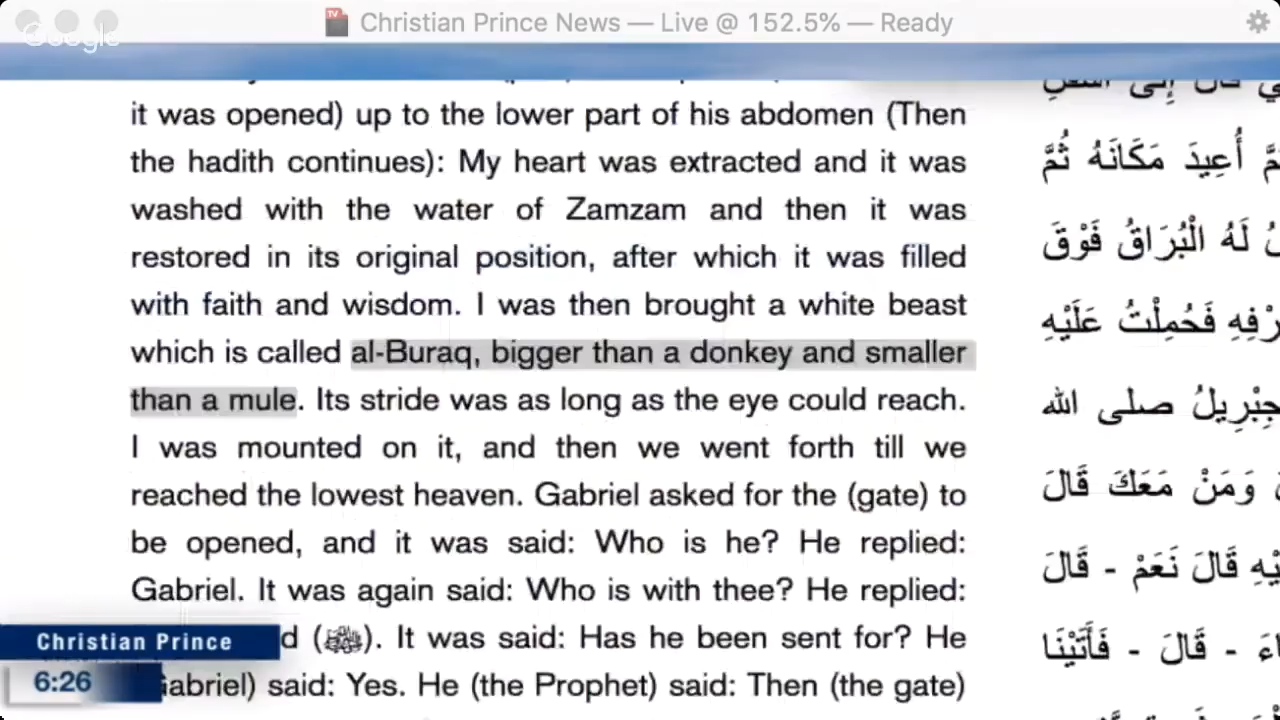 Google
Christian Prince News — Live @ 152.5% — Ready
it was opened) up to the lower part of his abdomen (Then
the hadith continues): My heart was extracted and it was
washed with the water of Zamzam and then it was
restored in its original position, after which it was filled
with faith and wisdom. I was then brought a white beast
which is called al-Buraq, bigger than a donkey and smaller
than a mule. Its stride was as long as the eye could reach.
I was mounted on it, and then we went forth till we
reached the lowest heaven. Gabriel asked for the (gate) to
be opened, and it was said: Who is he? He replied:
Gabriel. It was again said: Who is with thee? He replied:
d (ﷺ). It was said: Has he been sent for? He
abriel) said: Yes. He (the Prophet) said: Then (the gate)
قَالَ إِلَى أَسْفَلِ
أُعِيدَ مَكَانَهُ ثُمَّ
لَهُ الْبُرَاقُ فَوْقَ
فَحُمِلْتُ عَلَيْهِ
جِبْرِيلُ صلى الله
وَمَنْ مَعَكَ قَالَ
قَالَ نَعَمْ - قَالَ
- قَالَ - فَأَتَيْنَا
Christian Prince
6:26